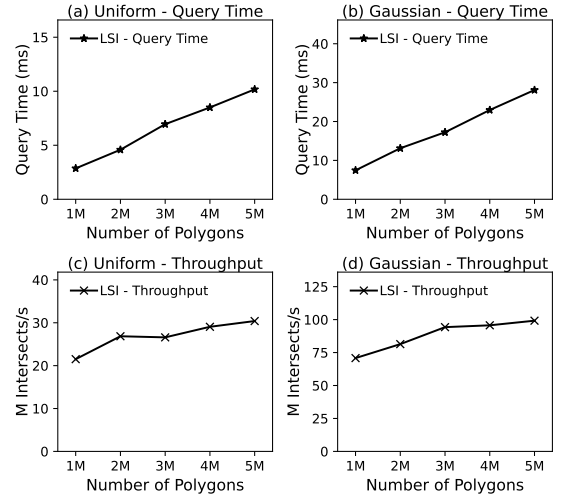 (a) Uniform - Query Time
LSI - Query Time
Query Time (ms)
15
10
5
0
1M 2M 3M 4M 5M
Number of Polygons
(b) Gaussian - Query Time
LSI - Query Time
Query Time (ms)
40
30
20
10
0
1M 2M 3M 4M 5M
Number of Polygons
(c) Uniform - Throughput
LSI - Throughput
M Intersects/s
40
30
20
10
0
1M 2M 3M 4M 5M
Number of Polygons
(d) Gaussian - Throughput
LSI - Throughput
M Intersects/s
125
100
75
50
25
0
1M 2M 3M 4M 5M
Number of Polygons